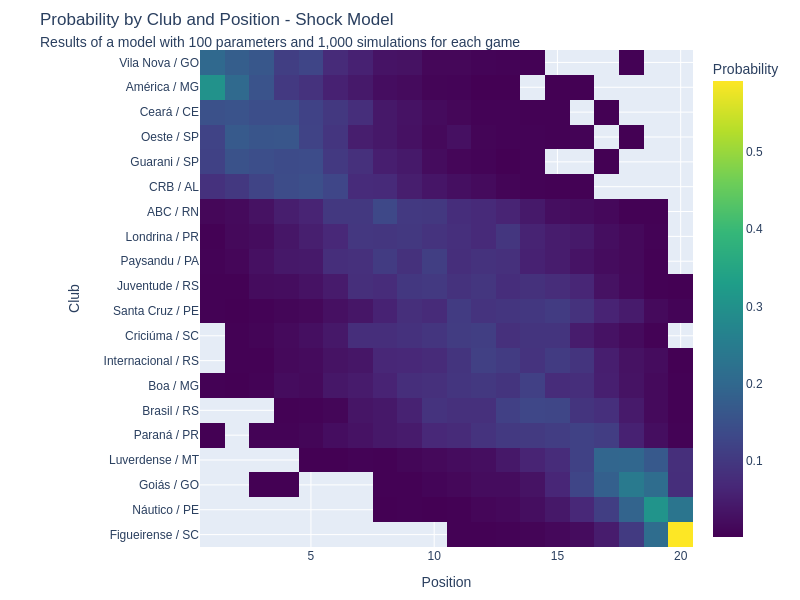 Probability by Club and Position - Shock Model
Results of a model with 100 parameters and 1,000 simulations for each game
Probability
Vila Nova / GO
América / MG
Ceará / CE
Oeste / SP
Guarani / SP
CRB / AL
ABC / RN
Londrina / PR
Paysandu / PA
Juventude / RS
Santa Cruz / PE
Criciúma / SC
Internacional / RS
Boa / MG
Brasil / RS
Paraná / PR
Luverdense / MT
Goiás / GO
Náutico / PE
Figueirense / SC
Club
5
10
15
20
Position
0.5
0.4
0.3
0.2
0.1